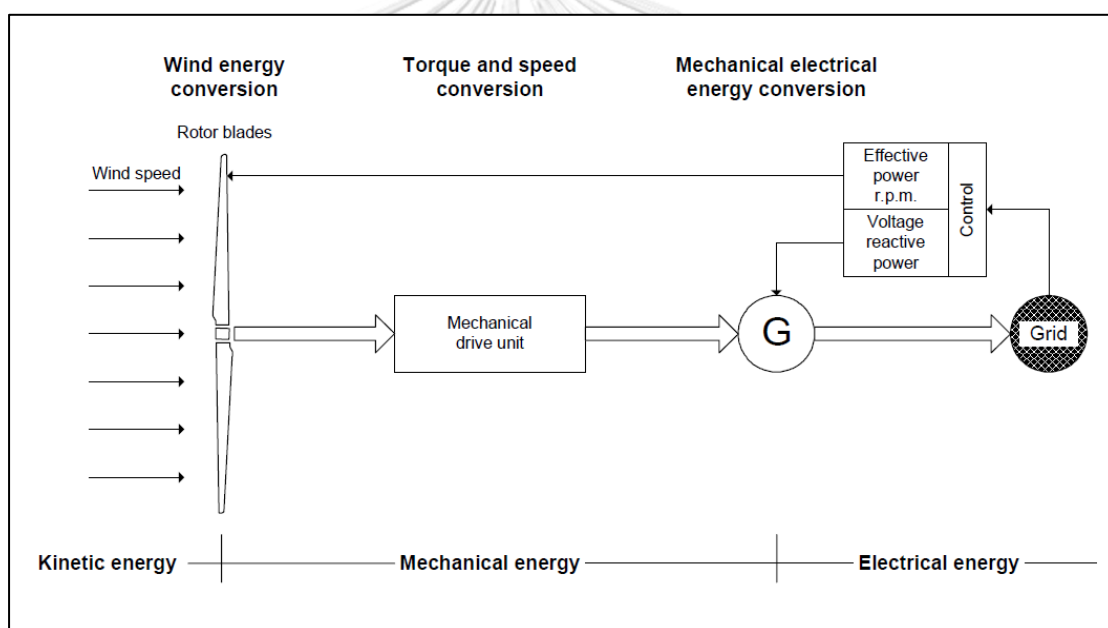 Wind energy
conversion
Torque and speed
conversion
Mechanical electrical
energy conversion
Rotor blades
Wind speed
Effective
power
r.p.m.
Voltage
reactive
power
Control
Mechanical
drive unit
G
Grid
Kinetic energy
Mechanical energy
Electrical energy